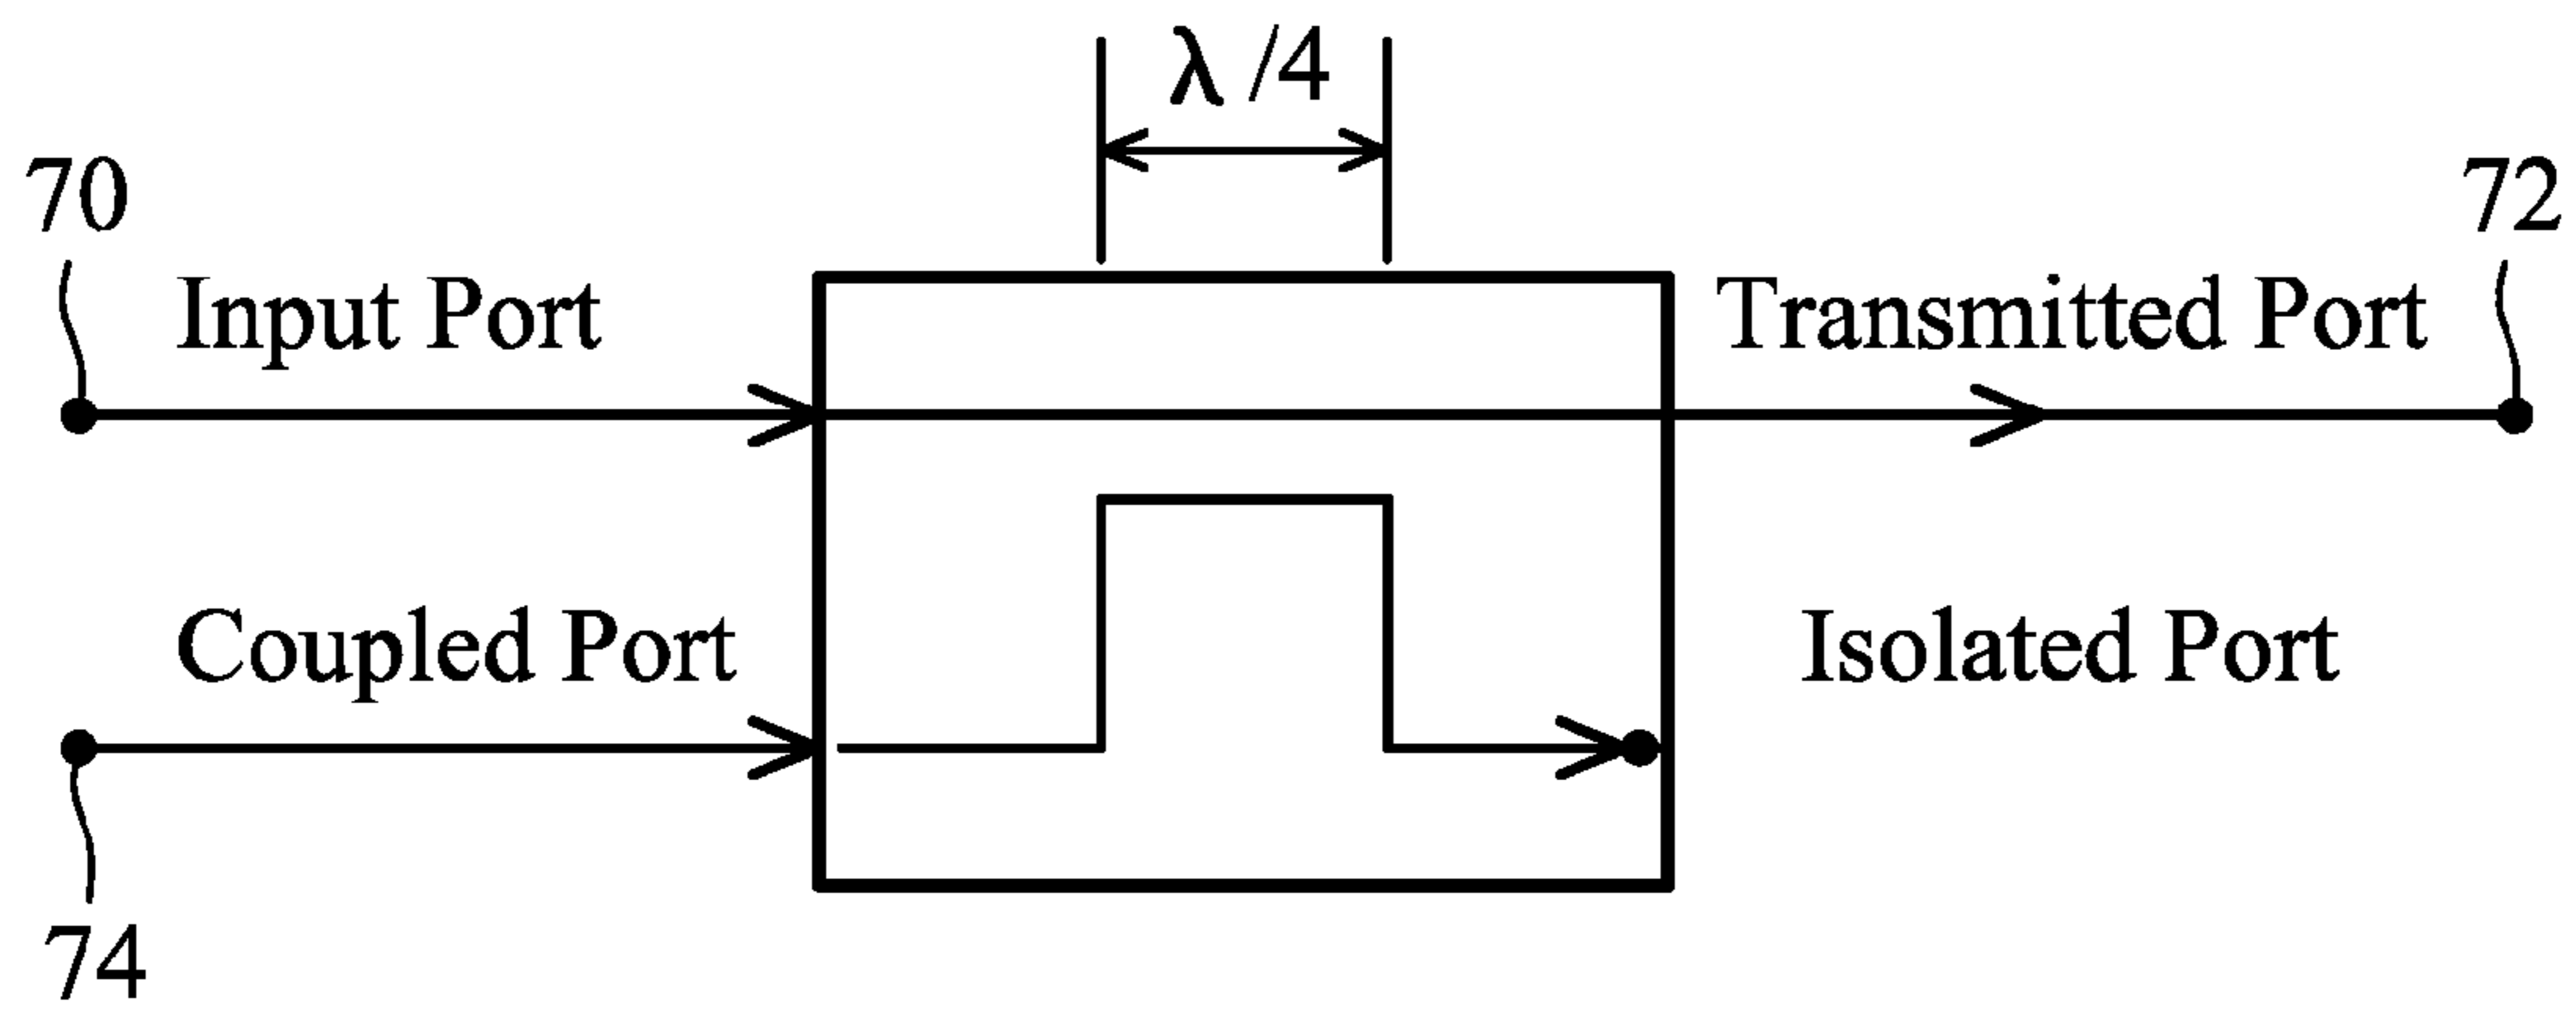 λ /4
70
72
Input Port
Transmitted Port
Coupled Port
Isolated Port
74